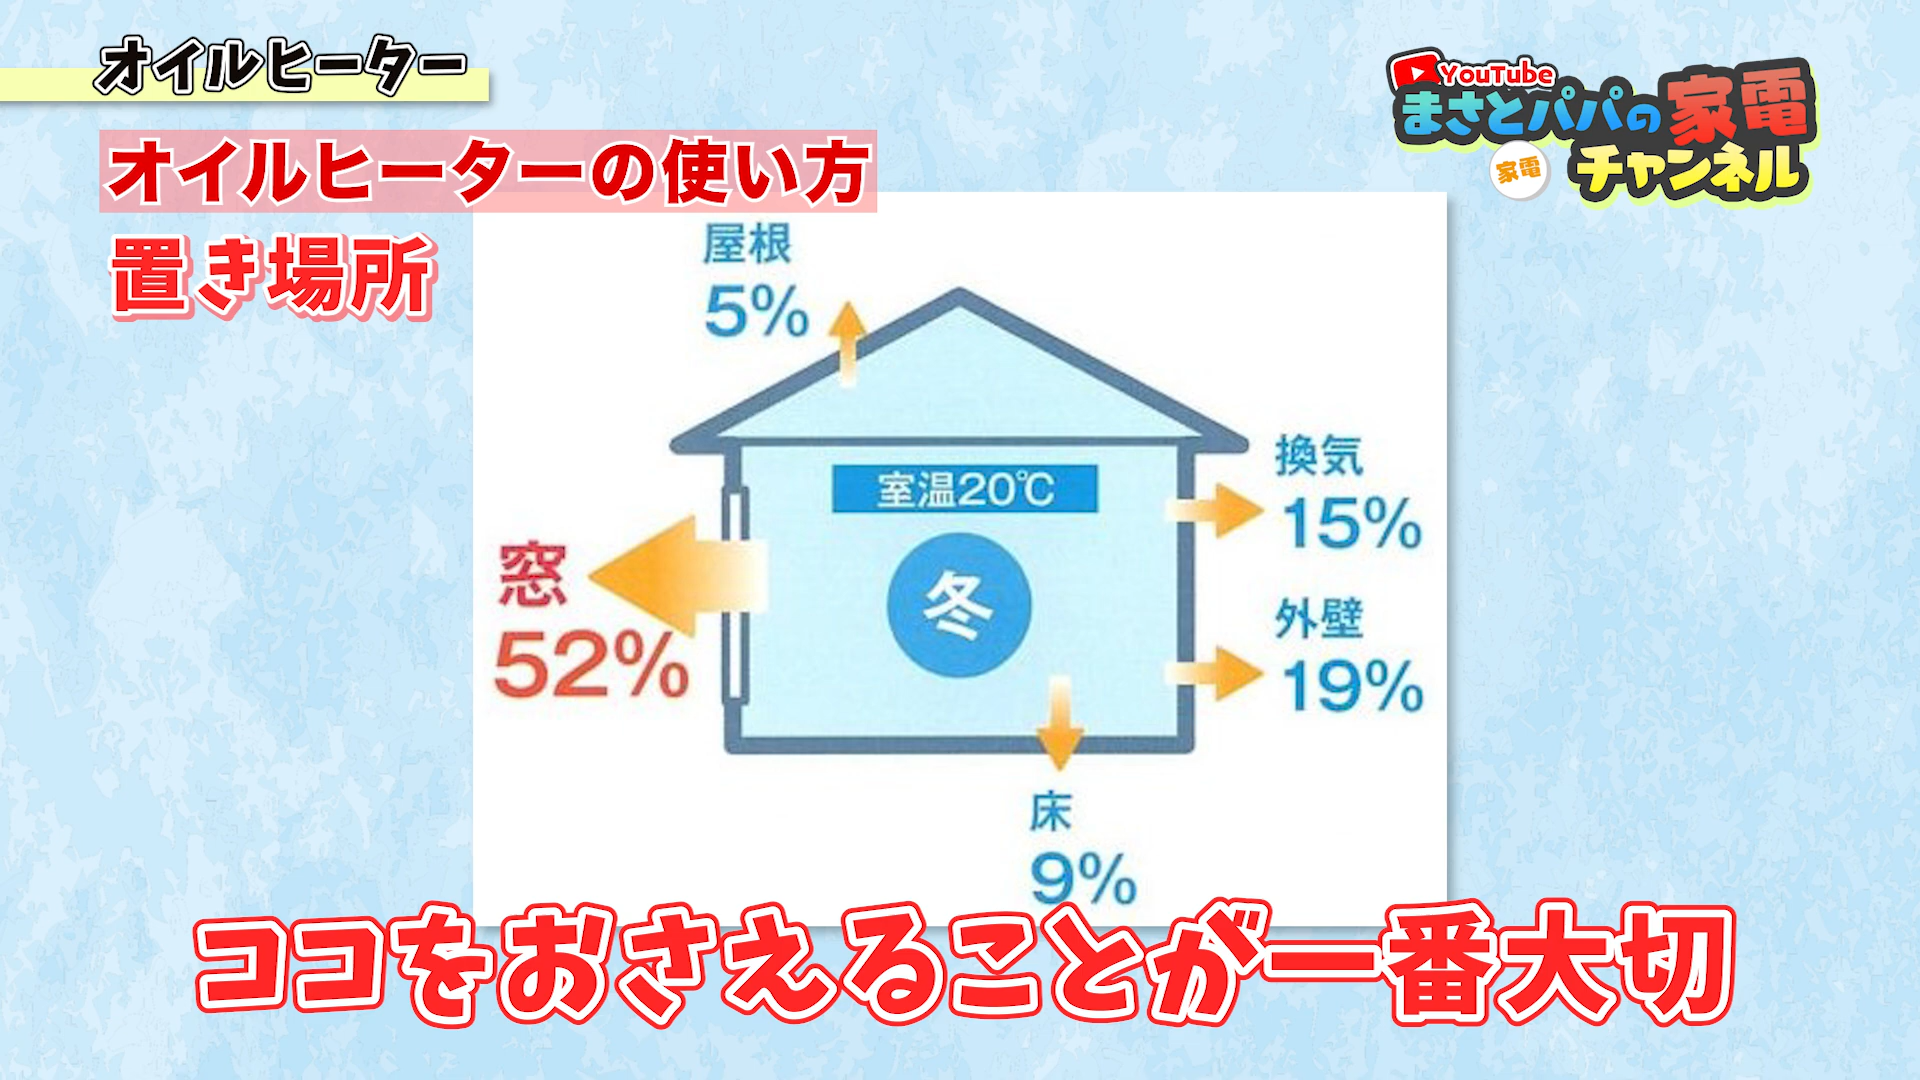 オイルヒーター
YouTube
まさとパパの家電
家電
チャンネル
オイルヒーターの使い方
置き場所
屋根
5%
換気
15%
室温20℃
窓
52%
冬
外壁
19%
床
9%
ココをおさえることが一番大切